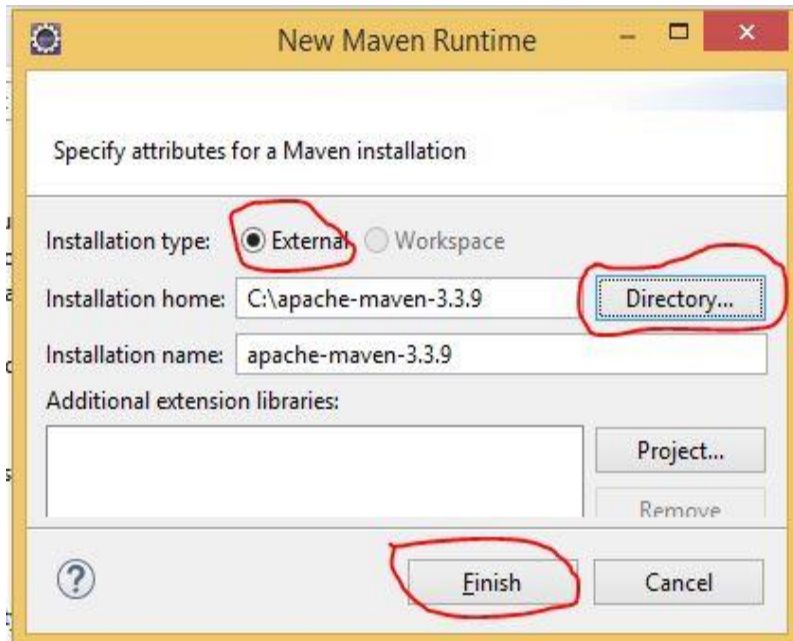 New Maven Runtime
Specify attributes for a Maven installation
Installation type: External Workspace
Installation home: C:\apache-maven-3.3.9 Directory...
Installation name: apache-maven-3.3.9
Additional extension libraries:
Project...
Remove
? Finish Cancel